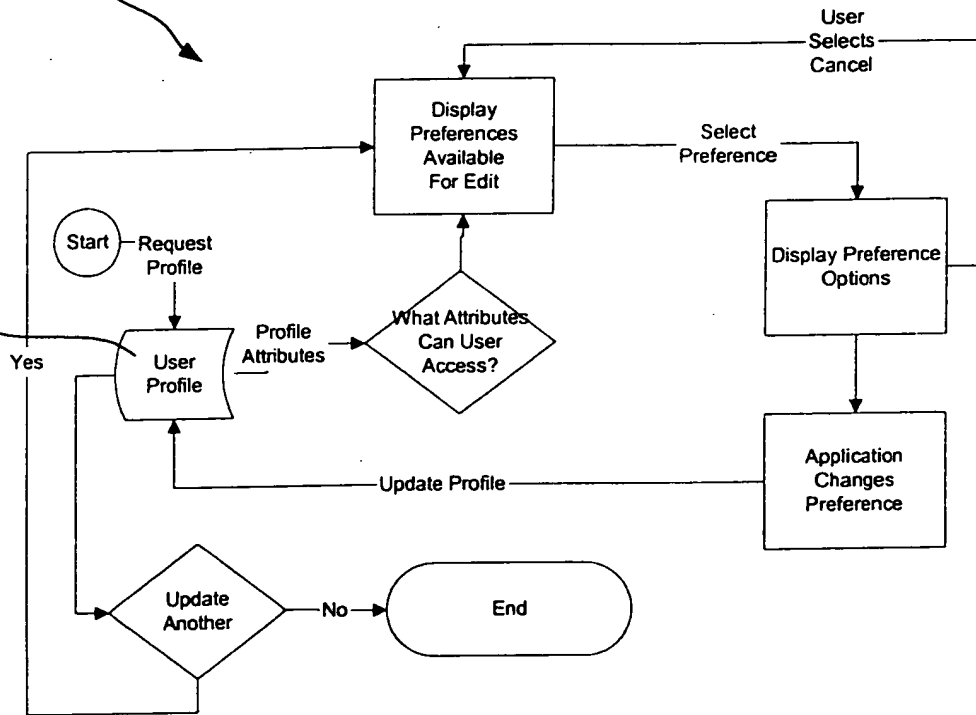 User
Selects
Cancel
Display
Preferences
Available
For Edit
Select
Preference
Start
Request
Profile
Display Preference
Options
What Attributes
Can User
Access?
Profile
Attributes
User
Profile
Yes
Application
Changes
Preference
Update Profile
Update
Another
No
End